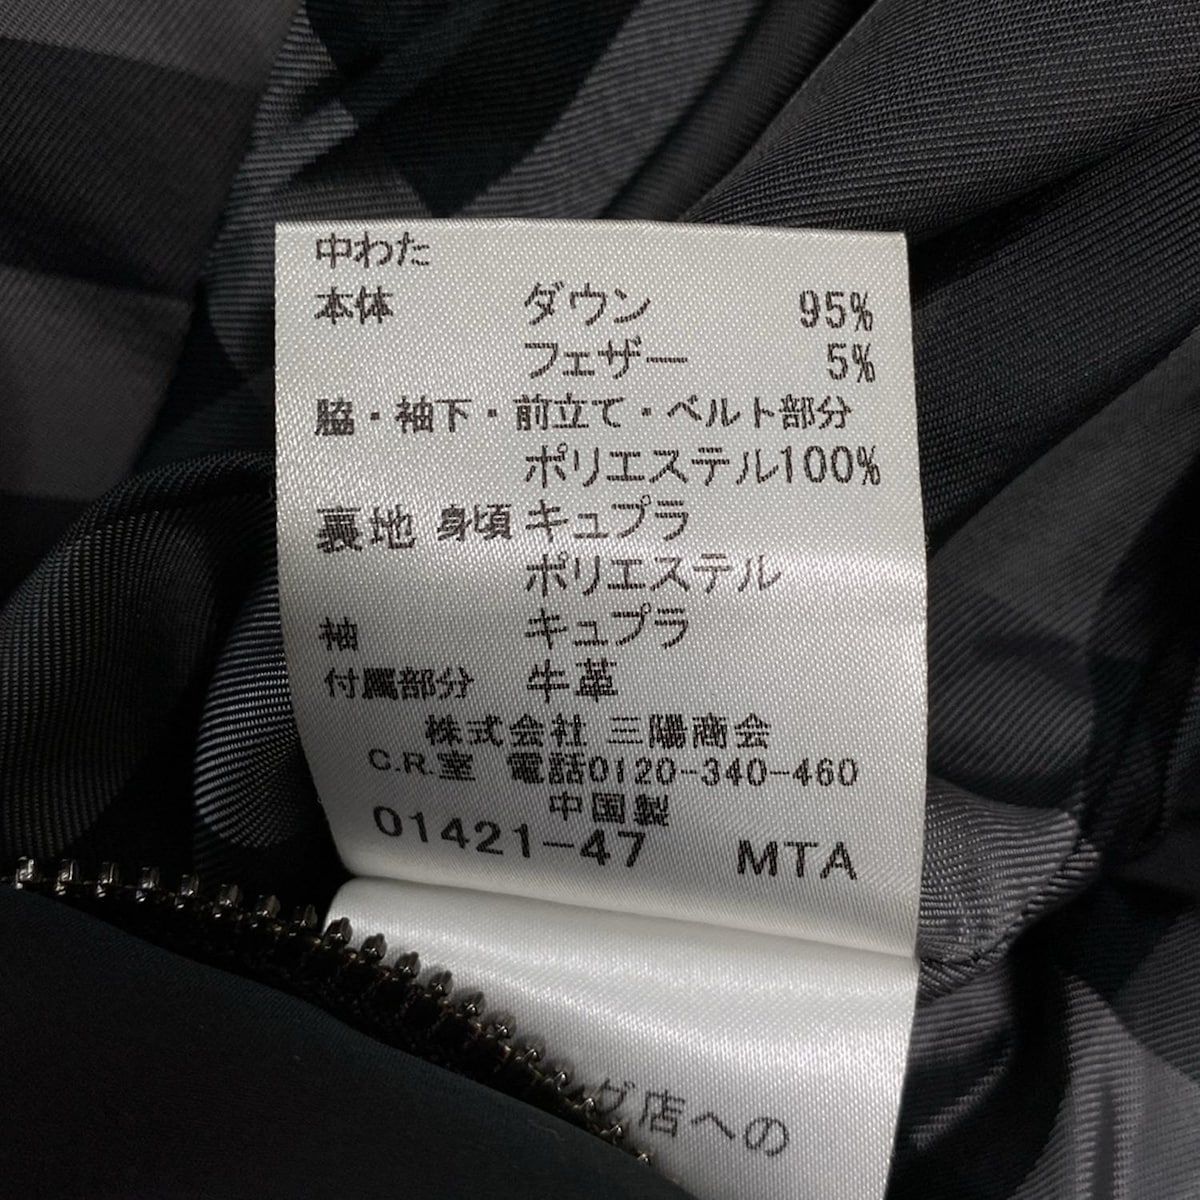 中わた
本体 ダウン 95%
フェザー 5%
脇・袖下・前立て・ベルト部分
ポリエステル100%
裏地 身頃 キュプラ
ポリエステル
袖 キュプラ
付属部分 牛革
株式会社 三陽商会
C.R.室 電話0120-340-460
中国製
01421-47 MTA
グ店への